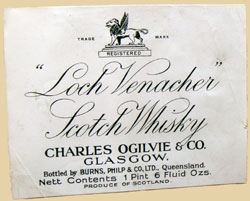 TRADE MARK
REGISTERED
"Loch Venacher"
Scotch Whisky
CHARLES OGILVIE & CO.
GLASGOW.
Bottled by BURNS, PHILP & CO, LTD., Queensland.
Nett Contents 1 Pint 6 Fluid Ozs.
PRODUCE OF SCOTLAND.